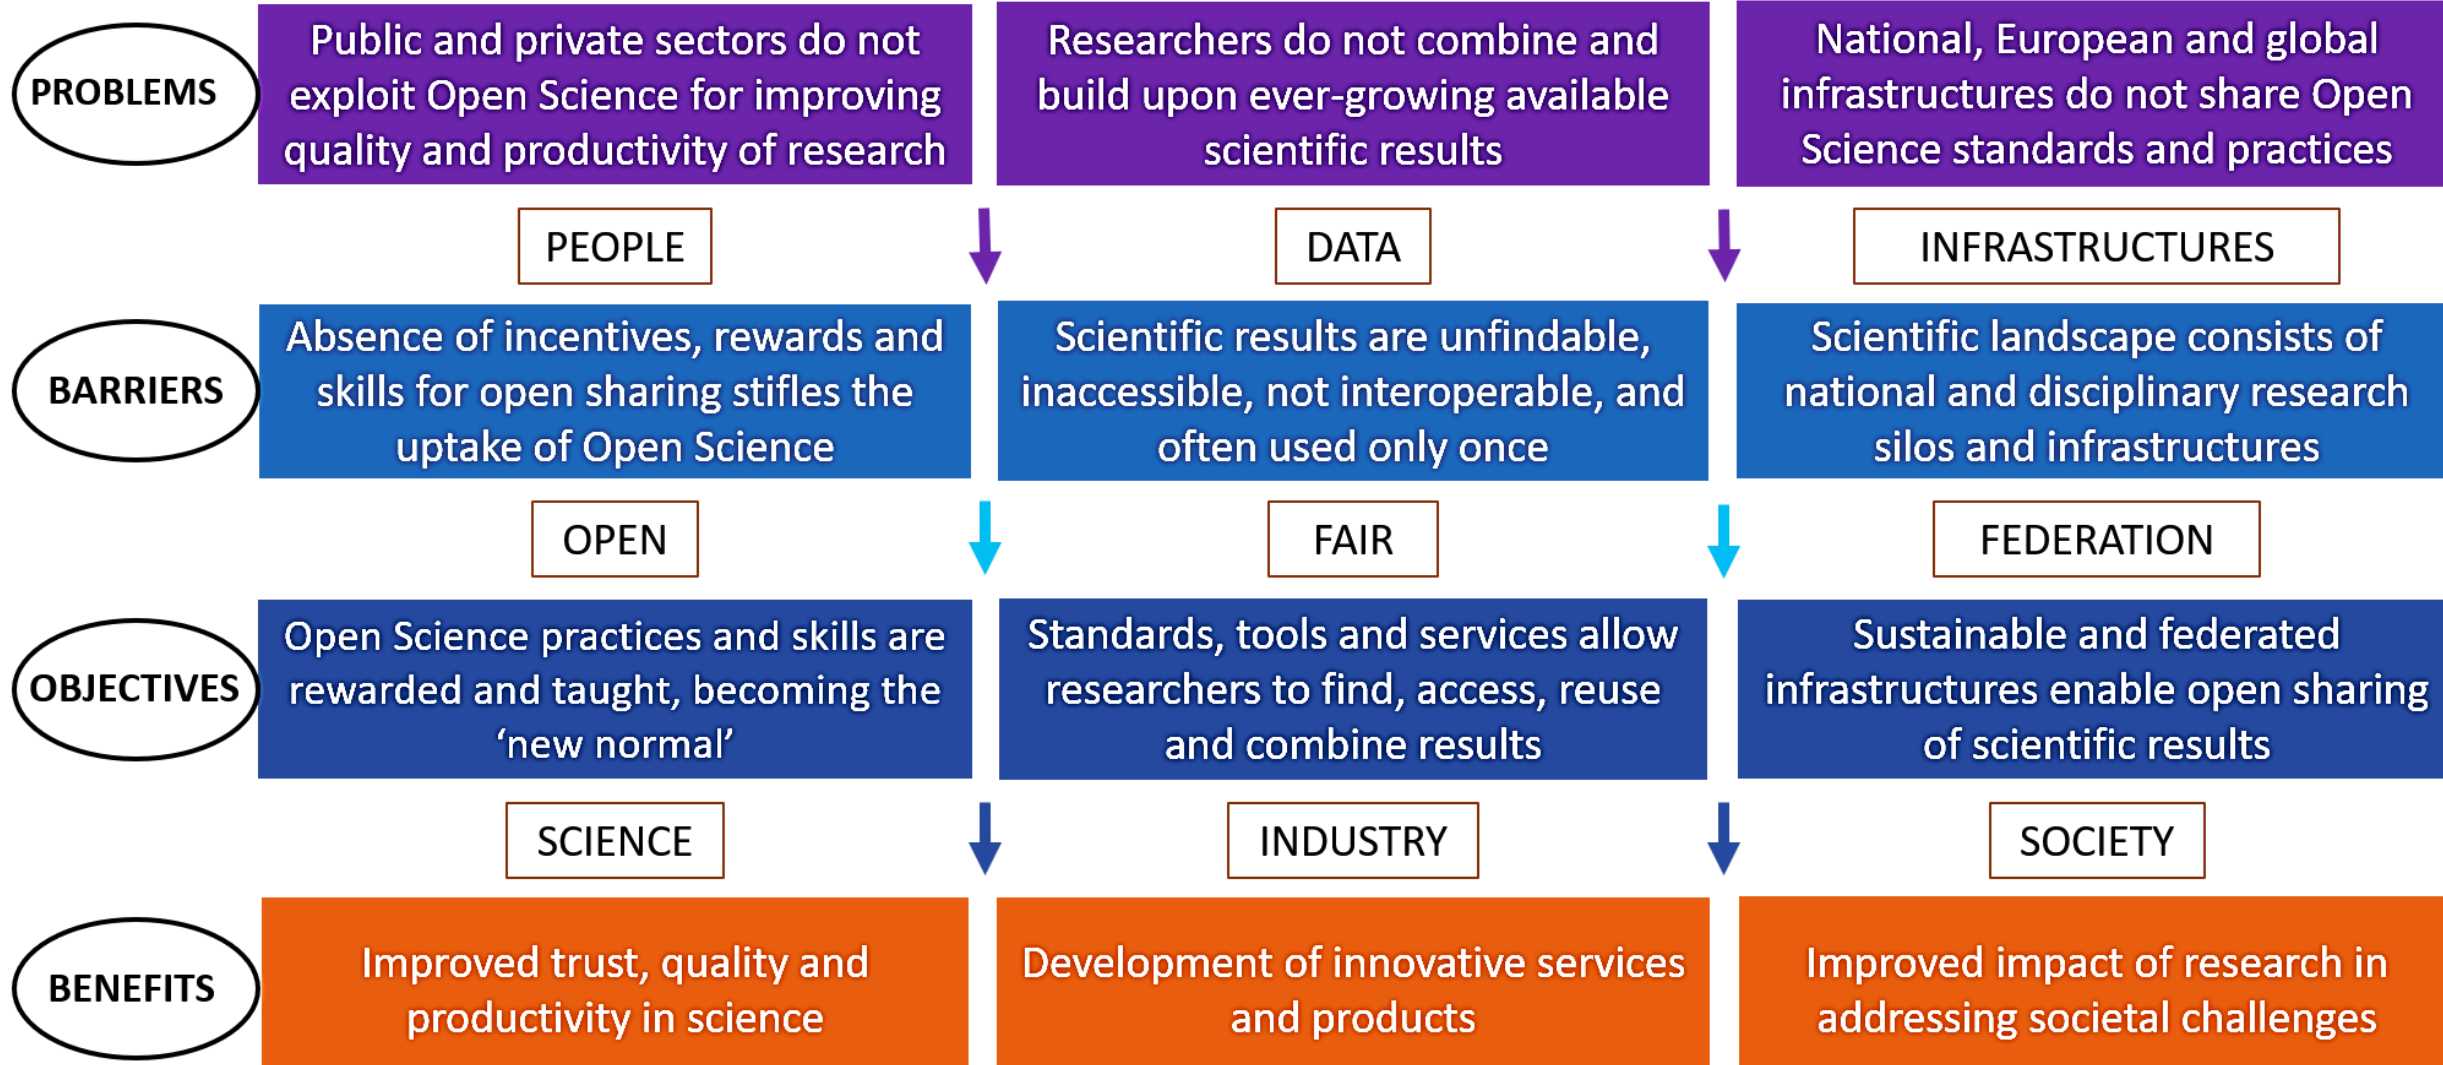 PROBLEMS
Public and private sectors do not
exploit Open Science for improving
quality and productivity of research
Researchers do not combine and
build upon ever-growing available
scientific results
National, European and global
infrastructures do not share Open
Science standards and practices
PEOPLE
DATA
INFRASTRUCTURES
BARRIERS
Absence of incentives, rewards and
skills for open sharing stifles the
uptake of Open Science
Scientific results are unfindable,
inaccessible, not interoperable, and
often used only once
Scientific landscape consists of
national and disciplinary research
silos and infrastructures
OPEN
FAIR
FEDERATION
OBJECTIVES
Open Science practices and skills are
rewarded and taught, becoming the
‘new normal’
Standards, tools and services allow
researchers to find, access, reuse
and combine results
Sustainable and federated
infrastructures enable open sharing
of scientific results
SCIENCE
INDUSTRY
SOCIETY
BENEFITS
Improved trust, quality and
productivity in science
Development of innovative services
and products
Improved impact of research in
addressing societal challenges